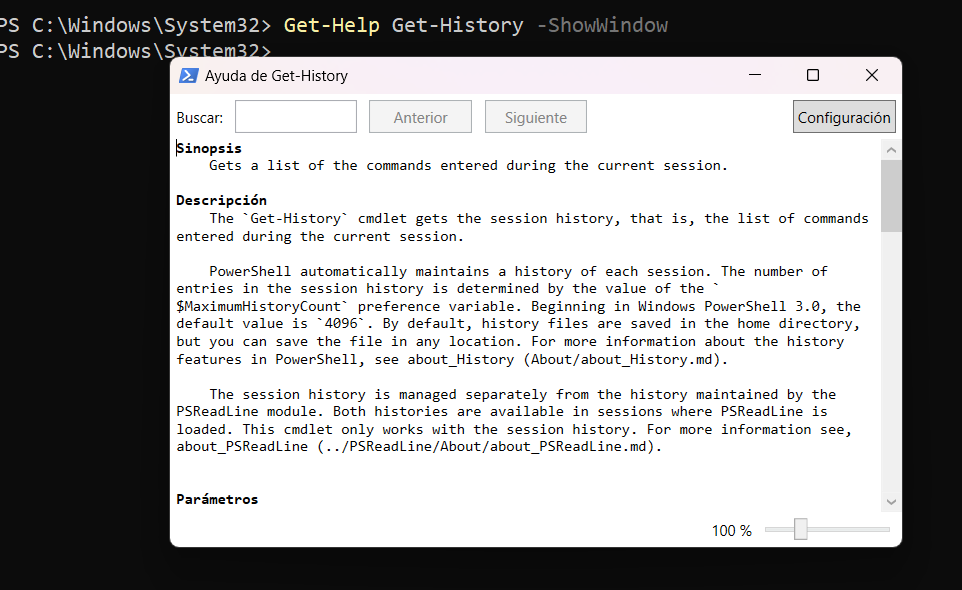 PS C:\Windows\System32> Get-Help Get-History -ShowWindow
PS C:\Windows\System32>
Ayuda de Get-History
Buscar: Anterior Siguiente Configuración
Sinopsis
Gets a list of the commands entered during the current session.
Descripción
The `Get-History` cmdlet gets the session history, that is, the list of commands
entered during the current session.
PowerShell automatically maintains a history of each session. The number of
entries in the session history is determined by the value of the `
$MaximumHistoryCount` preference variable. Beginning in Windows PowerShell 3.0, the
default value is `4096`. By default, history files are saved in the home directory,
but you can save the file in any location. For more information about the history
features in PowerShell, see about_History (About/about_History.md).
The session history is managed separately from the history maintained by the
PSReadLine module. Both histories are available in sessions where PSReadLine is
loaded. This cmdlet only works with the session history. For more information see,
about_PSReadLine (../PSReadLine/About/about_PSReadLine.md).
Parámetros
100 %